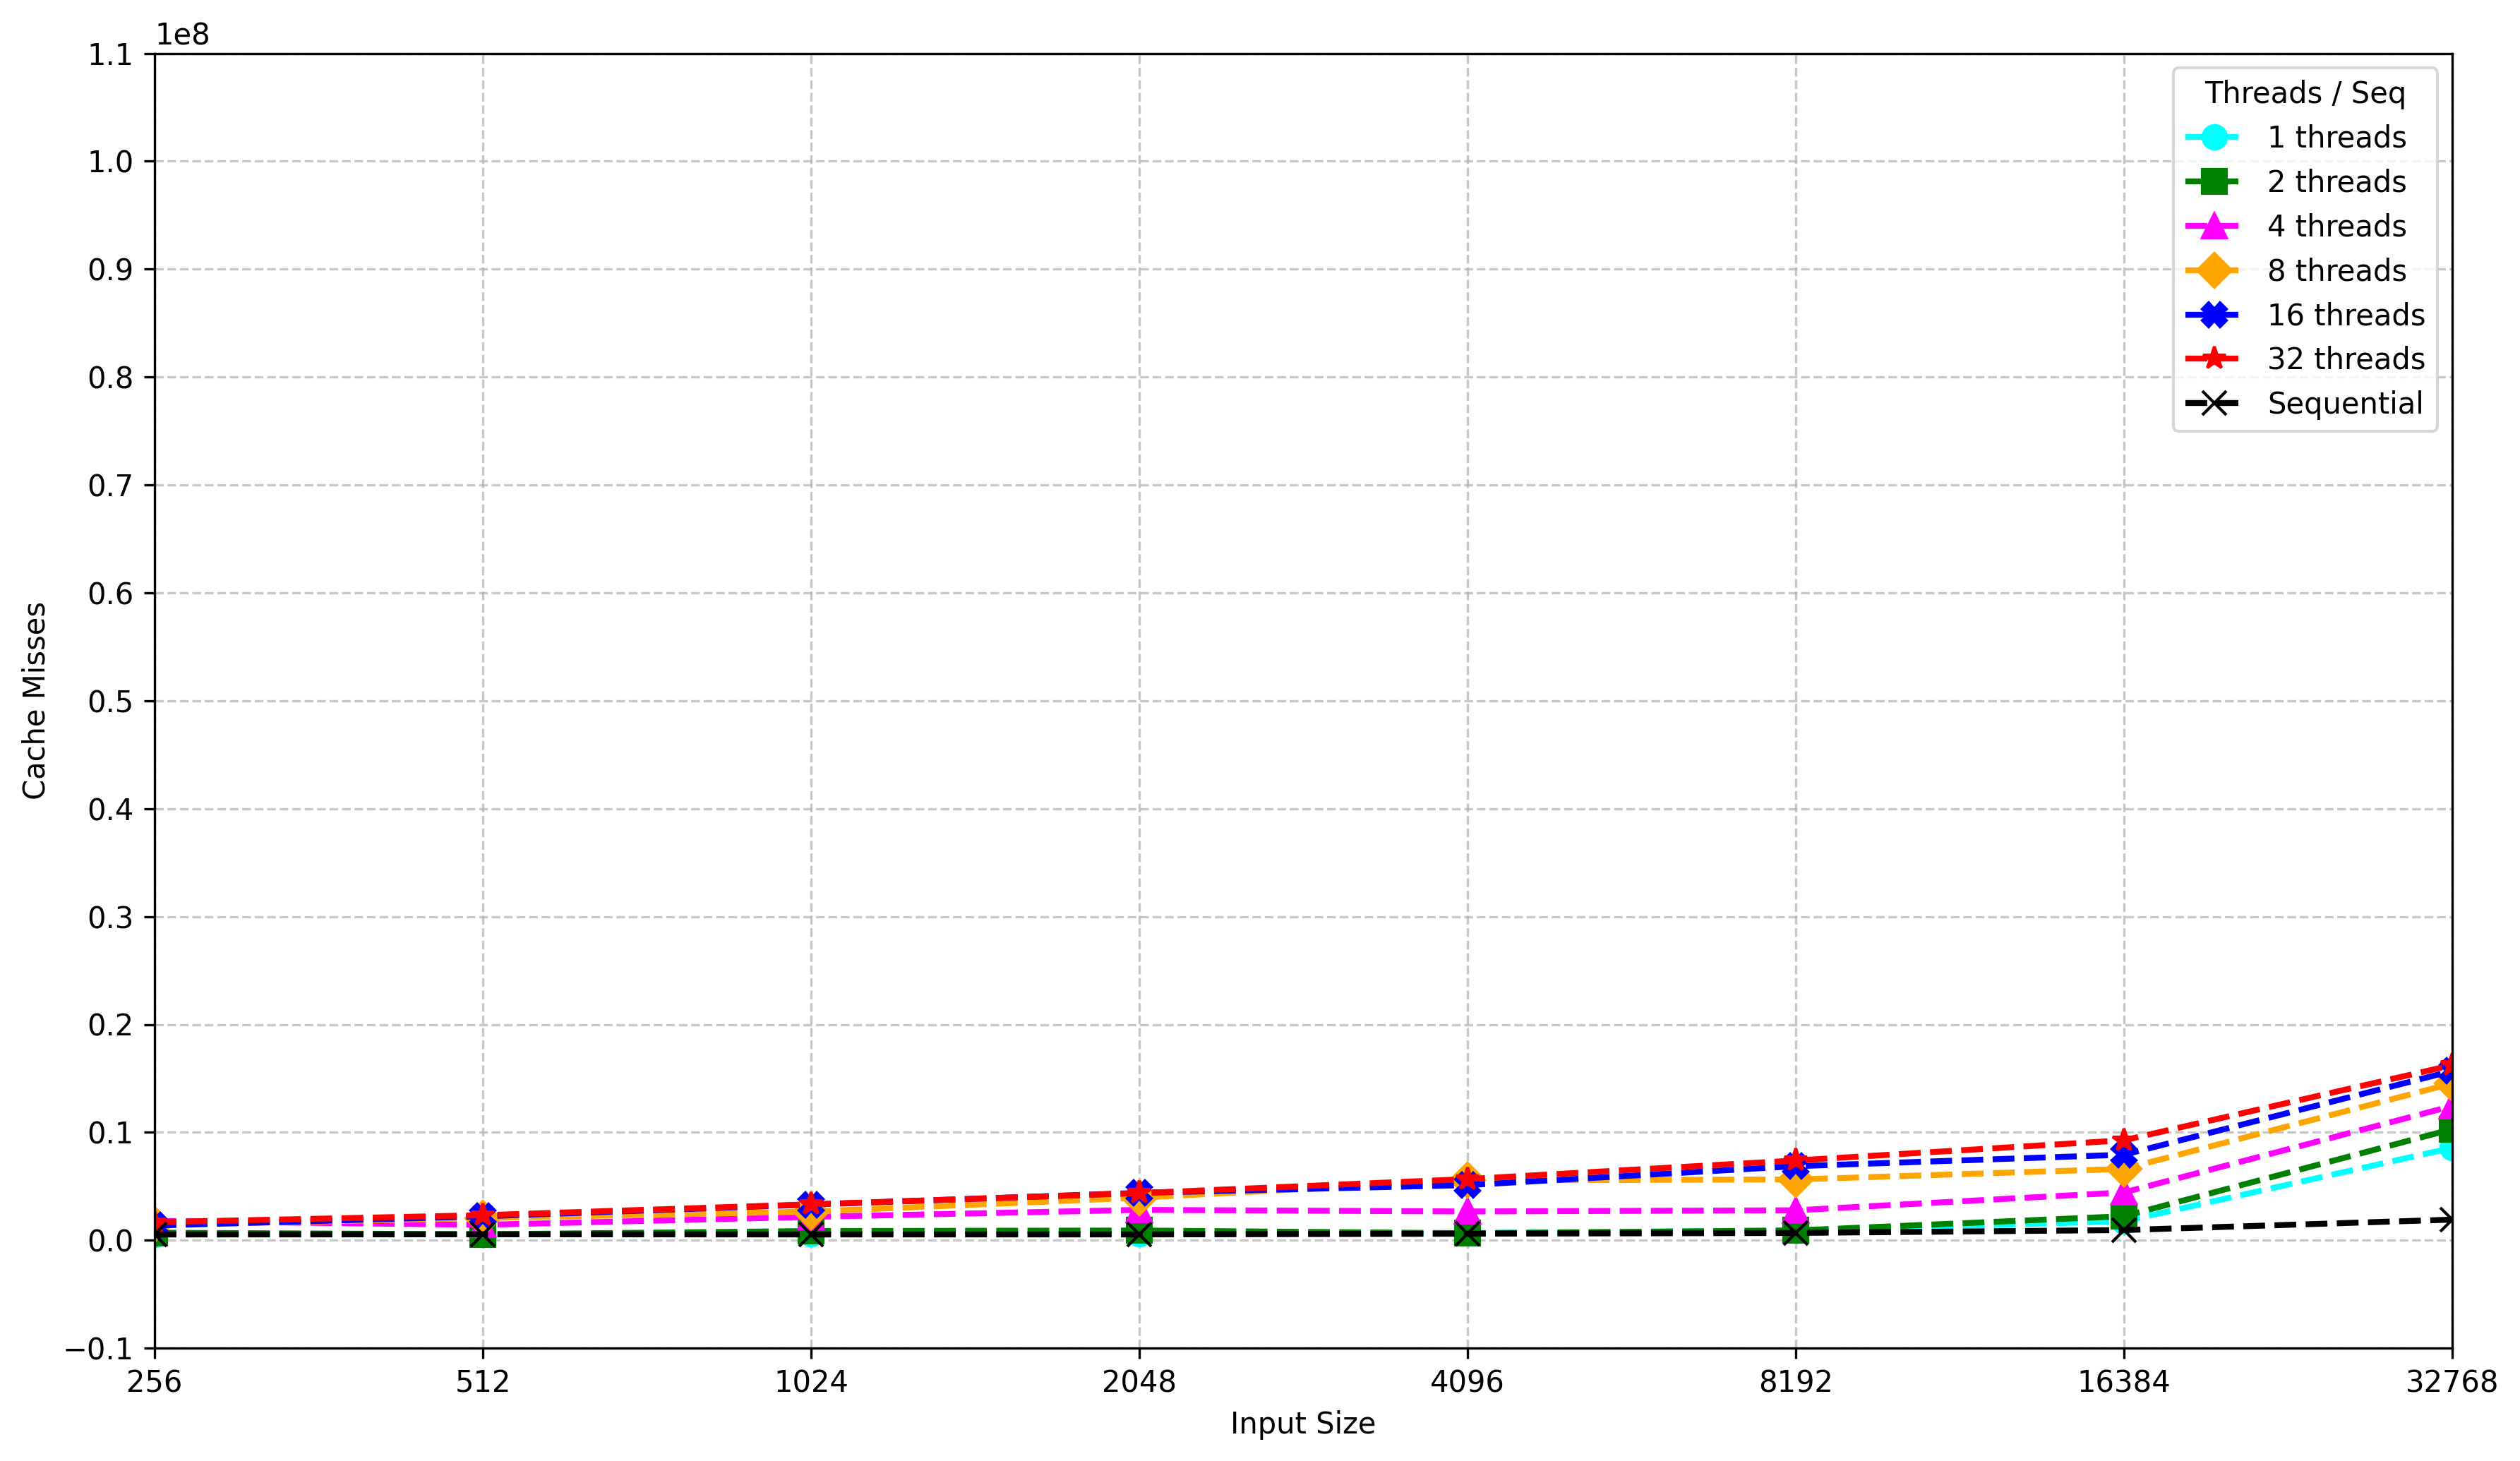 1e8
1.1
1.0
0.9
0.8
0.7
0.6
0.5
0.4
0.3
0.2
0.1
0.0
−0.1
Cache Misses
256 512 1024 2048 4096 8192 16384 32768
Input Size
Threads / Seq
1 threads
2 threads
4 threads
8 threads
16 threads
32 threads
Sequential